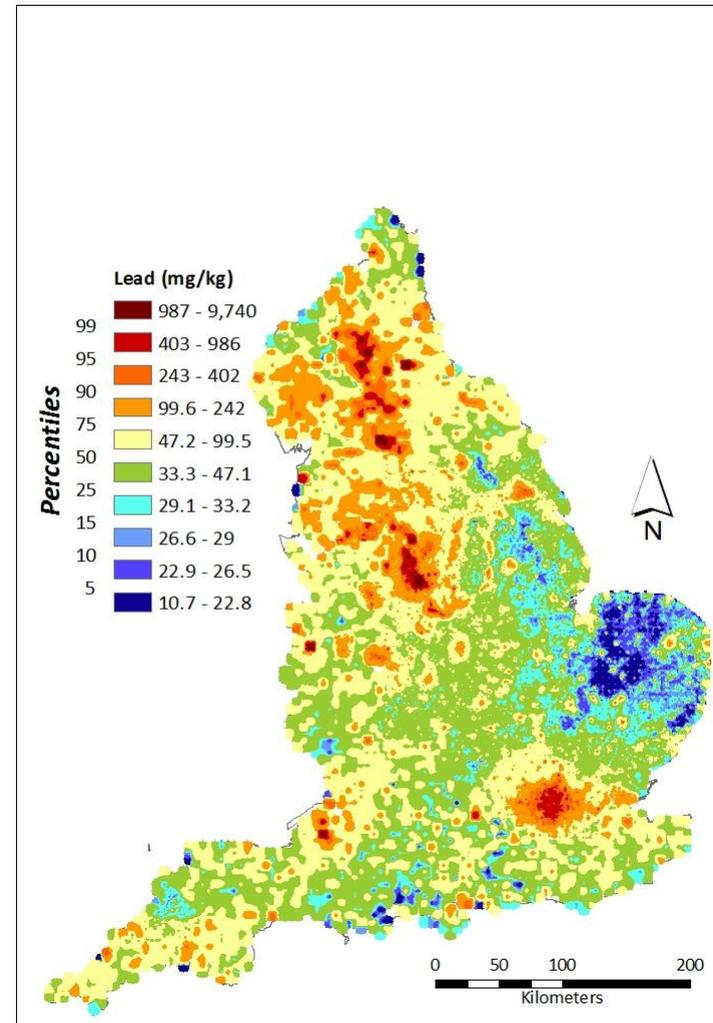 Lead (mg/kg)
987 - 9,740
99
403 - 986
95
243 - 402
90
99.6 - 242
75
47.2 - 99.5
50
33.3 - 47.1
25
29.1 - 33.2
15
26.6 - 29
10
22.9 - 26.5
5
10.7 - 22.8
Percentiles
N
0 50 100 200
Kilometers